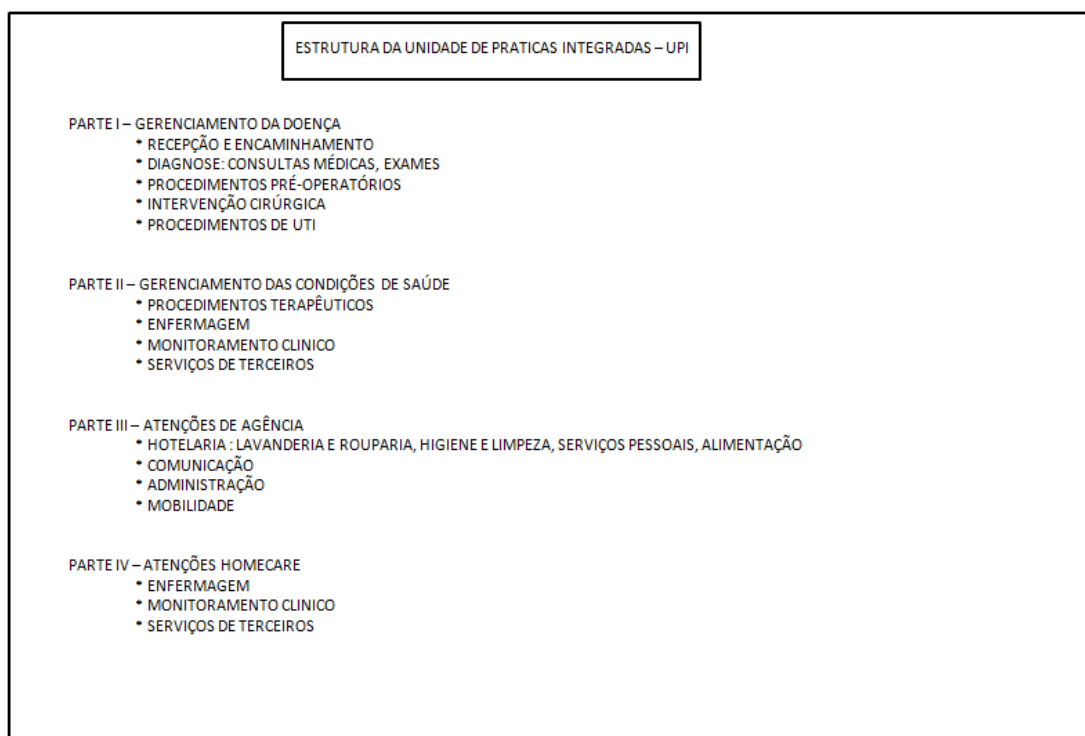 ESTRUTURA DA UNIDADE DE PRATICAS INTEGRADAS – UPI
PARTE I – GERENCIAMENTO DA DOENÇA
* RECEPÇÃO E ENCAMINHAMENTO
* DIAGNOSE: CONSULTAS MÉDICAS, EXAMES
* PROCEDIMENTOS PRÉ-OPERATÓRIOS
* INTERVENÇÃO CIRÚRGICA
* PROCEDIMENTOS DE UTI
PARTE II – GERENCIAMENTO DAS CONDIÇÕES DE SAÚDE
* PROCEDIMENTOS TERAPÊUTICOS
* ENFERMAGEM
* MONITORAMENTO CLINICO
* SERVIÇOS DE TERCEIROS
PARTE III – ATENÇÕES DE AGÊNCIA
* HOTELARIA : LAVANDERIA E ROUPARIA, HIGIENE E LIMPEZA, SERVIÇOS PESSOAIS, ALIMENTAÇÃO
* COMUNICAÇÃO
* ADMINISTRAÇÃO
* MOBILIDADE
PARTE IV – ATENÇÕES HOMECARE
* ENFERMAGEM
* MONITORAMENTO CLINICO
* SERVIÇOS DE TERCEIROS